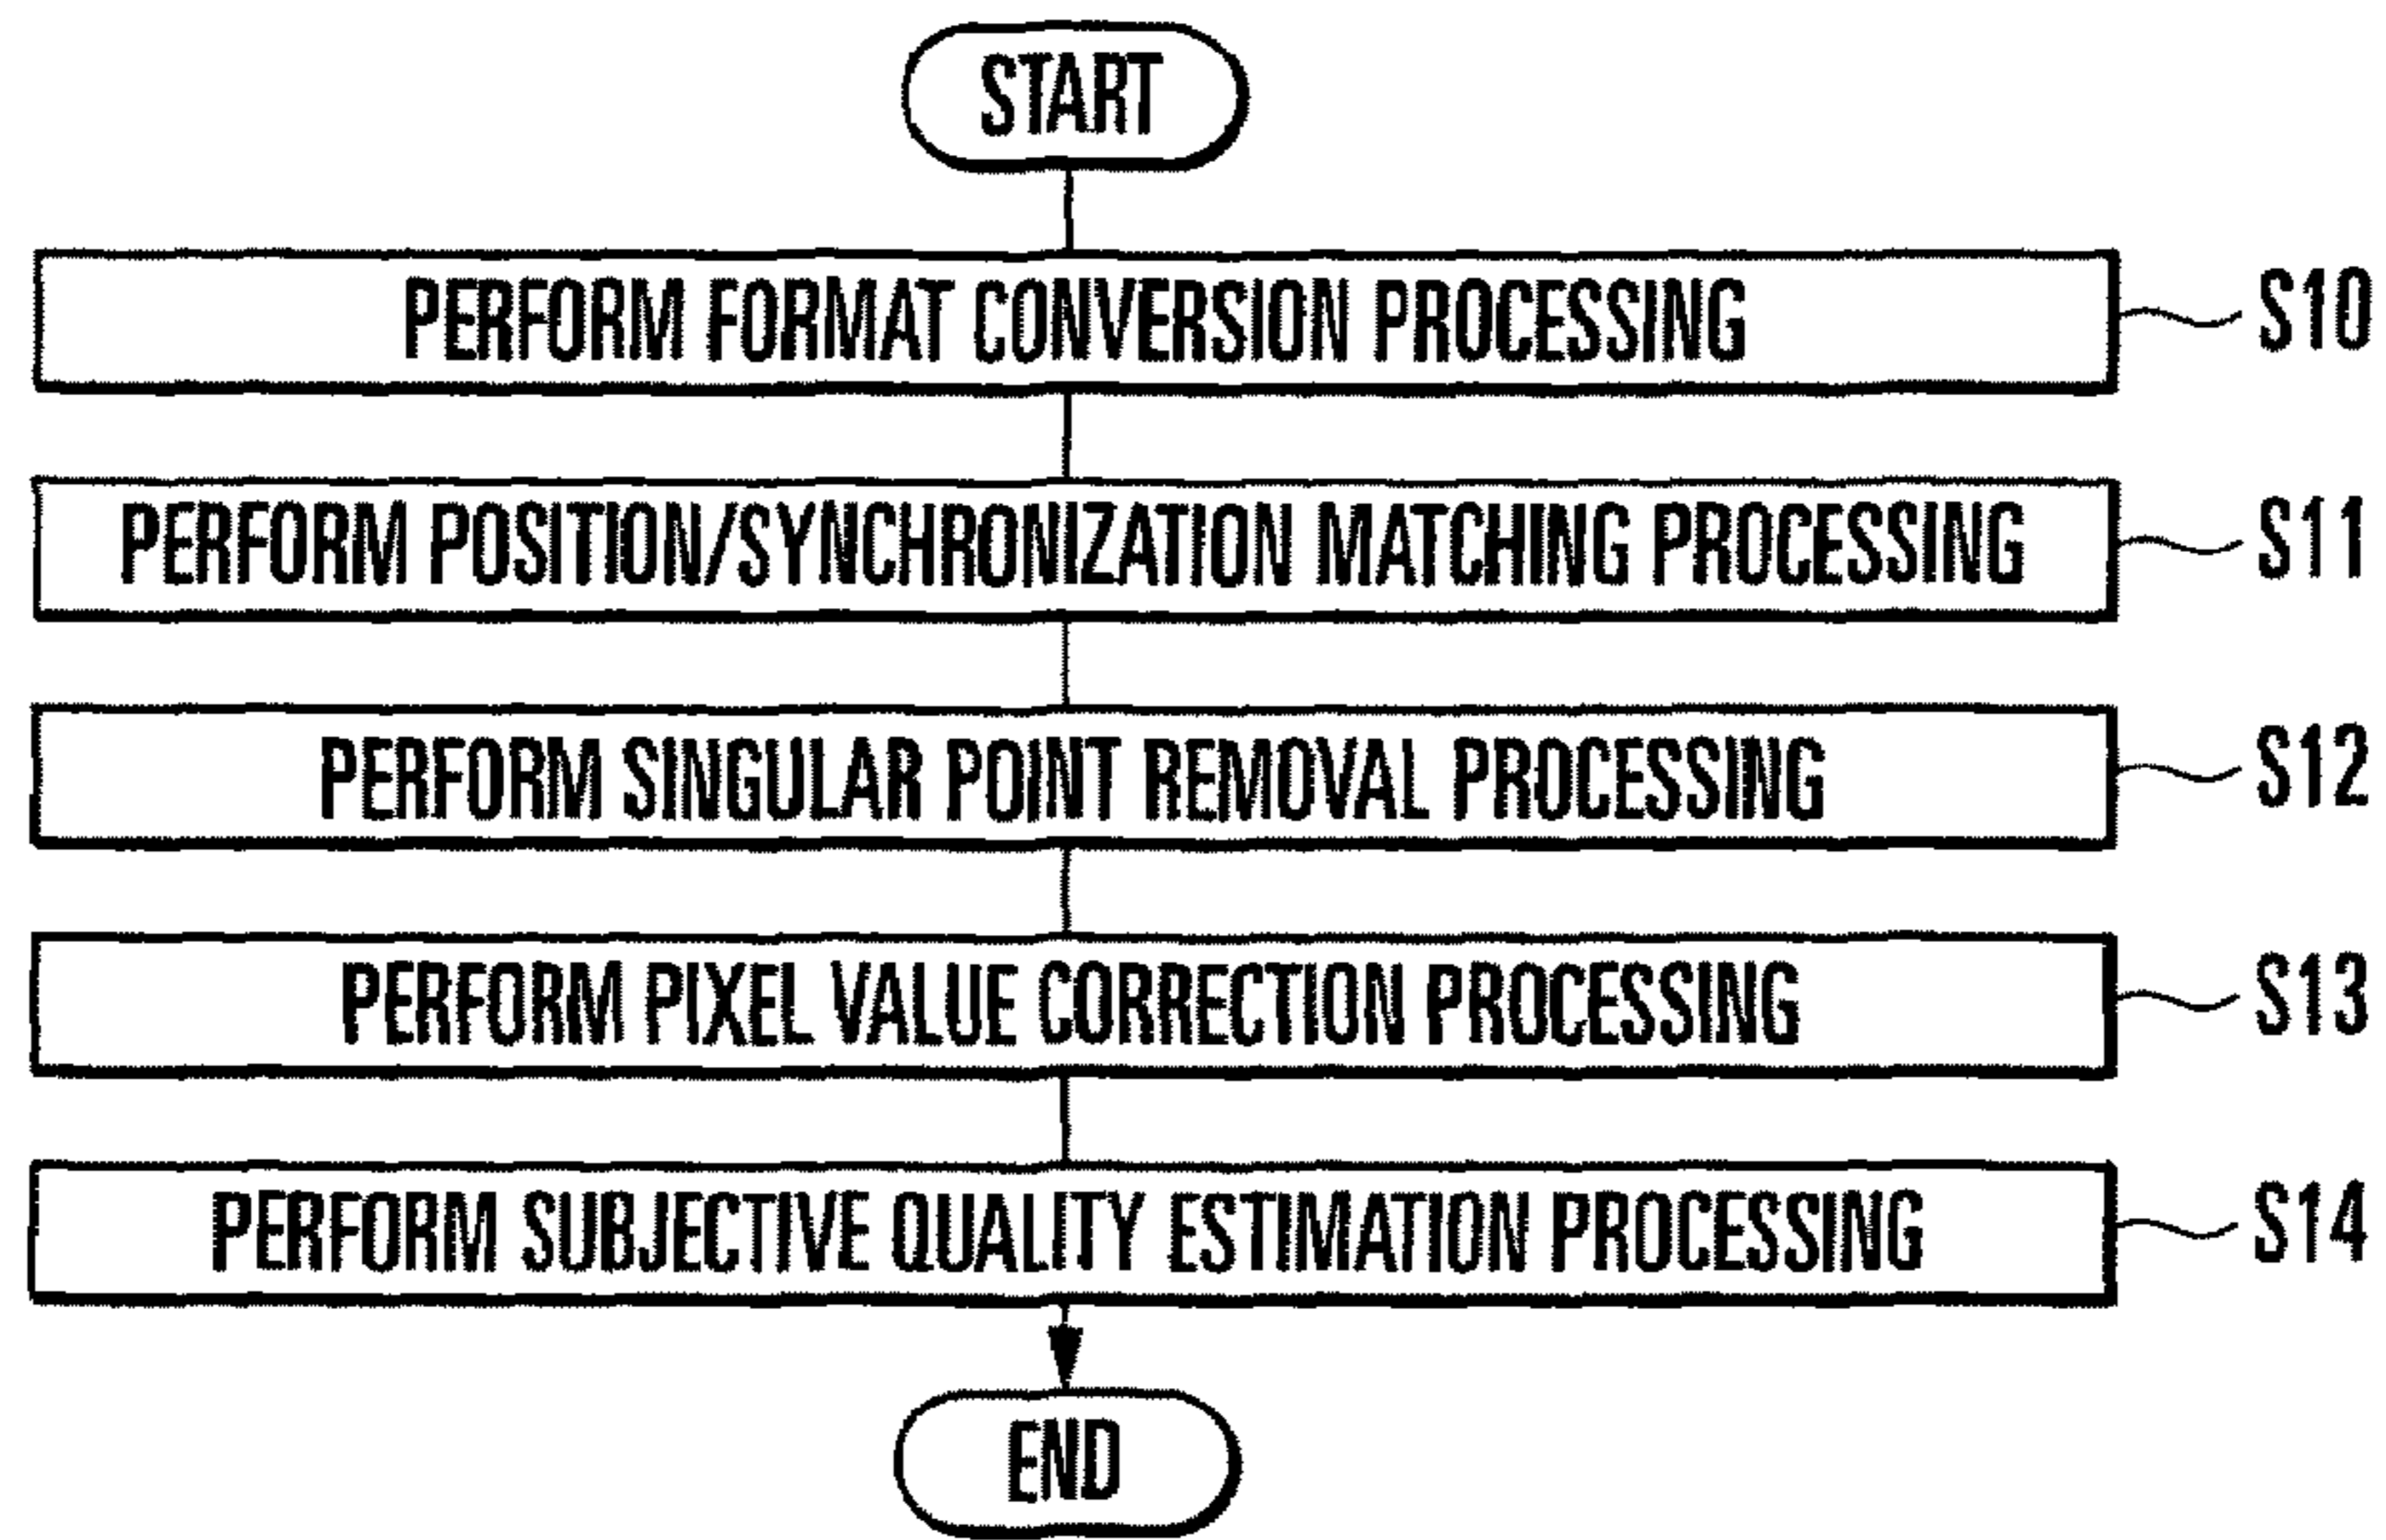 START
PERFORM FORMAT CONVERSION PROCESSING S10
PERFORM POSITION/SYNCHRONIZATION MATCHING PROCESSING S11
PERFORM SINGULAR POINT REMOVAL PROCESSING S12
PERFORM PIXEL VALUE CORRECTION PROCESSING S13
PERFORM SUBJECTIVE QUALITY ESTIMATION PROCESSING S14
END